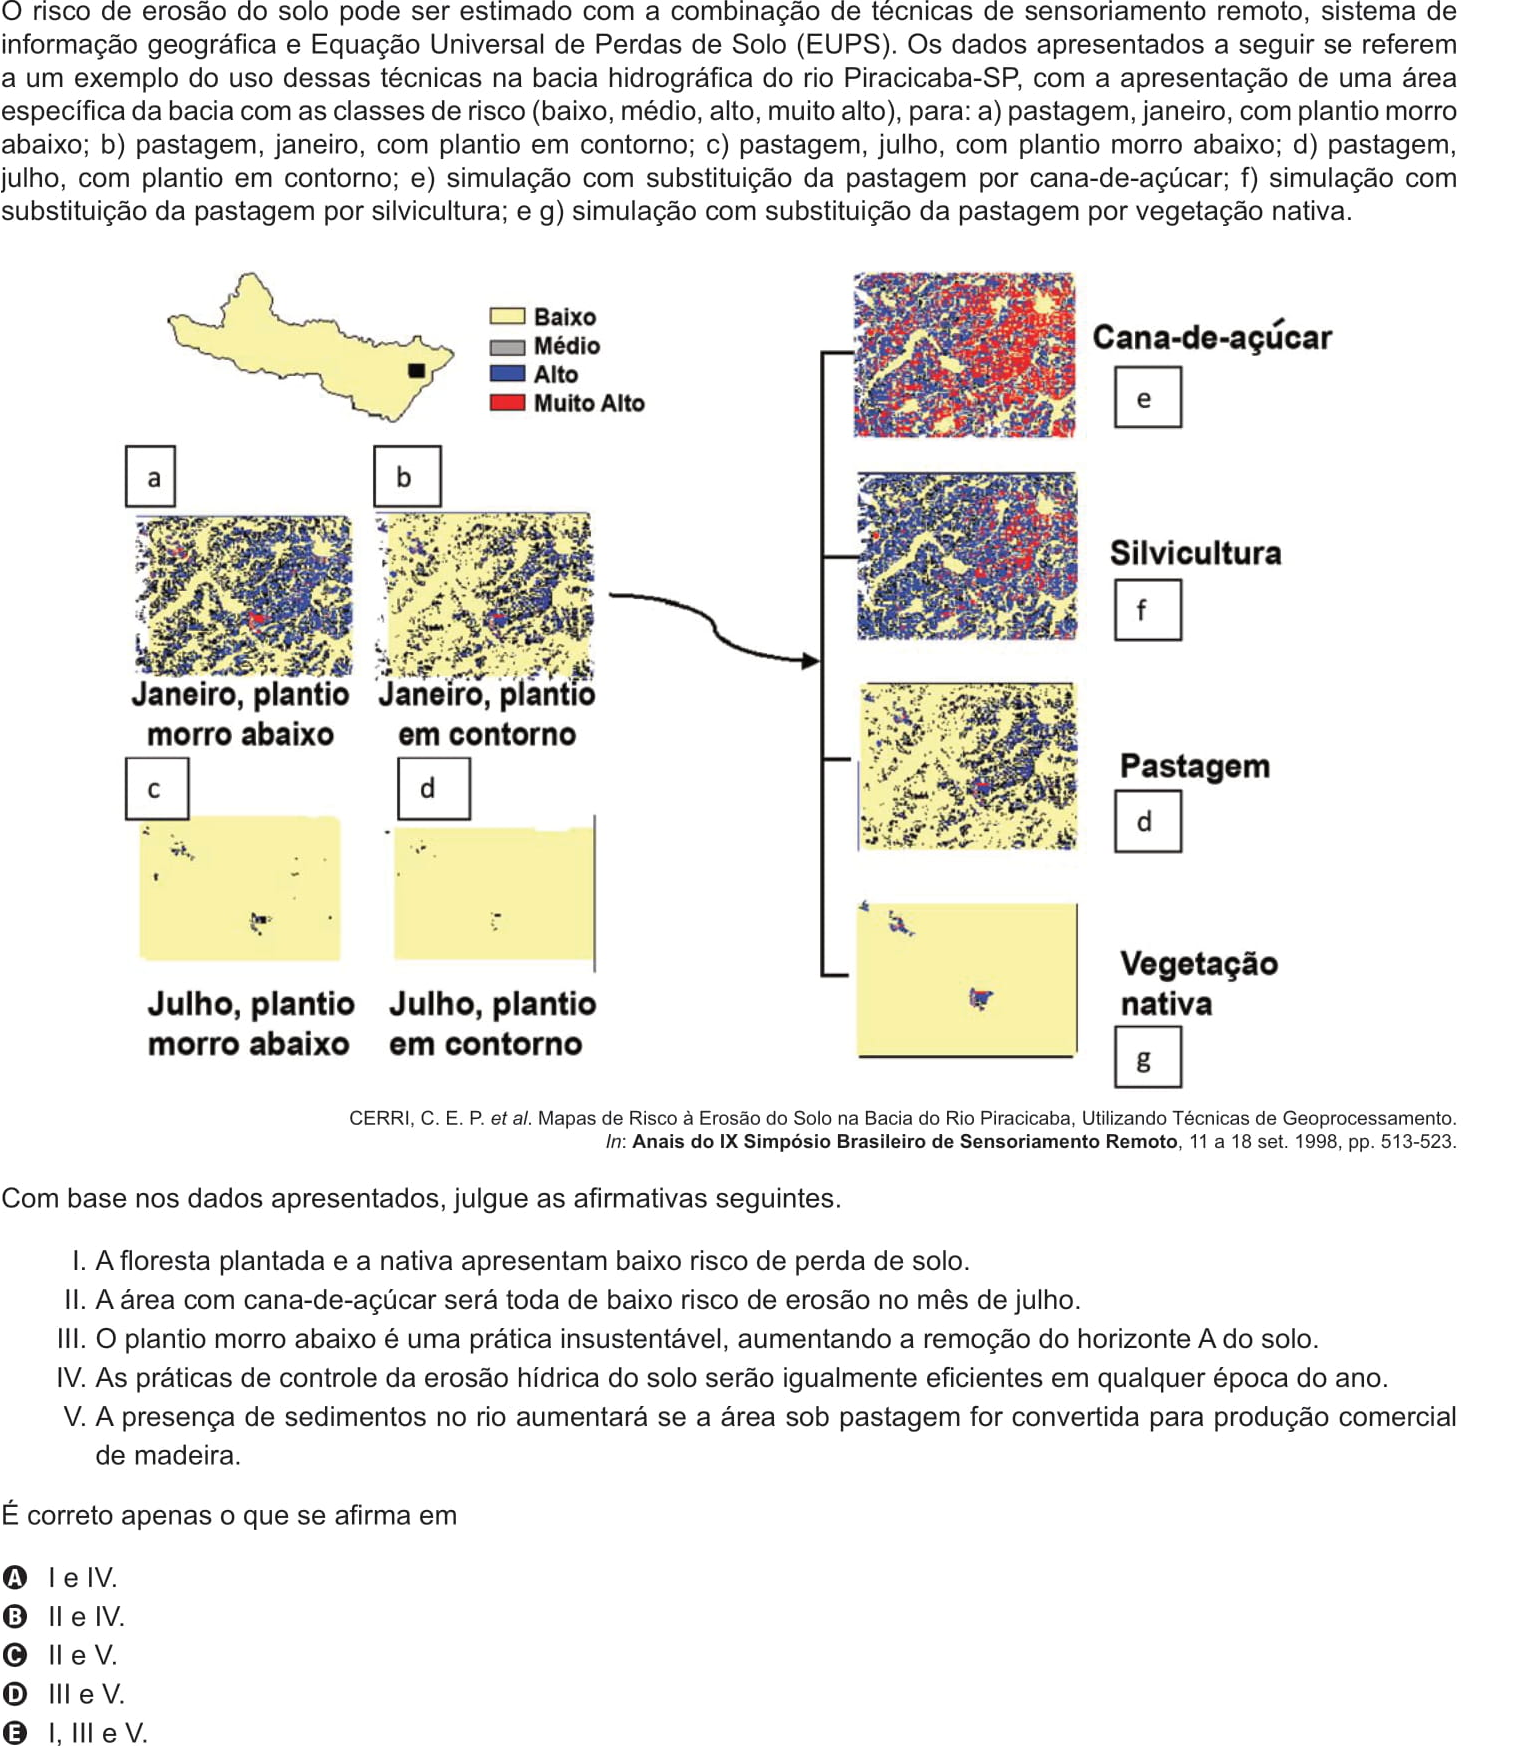 O risco de erosão do solo pode ser estimado com a combinação de técnicas de sensoriamento remoto, sistema de
informação geográfica e Equação Universal de Perdas de Solo (EUPS). Os dados apresentados a seguir se referem
a um exemplo do uso dessas técnicas na bacia hidrográfica do rio Piracicaba-SP, com a apresentação de uma área
específica da bacia com as classes de risco (baixo, médio, alto, muito alto), para: a) pastagem, janeiro, com plantio morro
abaixo; b) pastagem, janeiro, com plantio em contorno; c) pastagem, julho, com plantio morro abaixo; d) pastagem,
julho, com plantio em contorno; e) simulação com substituição da pastagem por cana-de-açúcar; f) simulação com
substituição da pastagem por silvicultura; e g) simulação com substituição da pastagem por vegetação nativa.
Baixo
Médio
Alto
Muito Alto
a
b
Janeiro, plantio
morro abaixo
Janeiro, plantio
em contorno
c
d
Julho, plantio
morro abaixo
Julho, plantio
em contorno
Cana-de-açúcar
e
Silvicultura
f
Pastagem
d
Vegetação
nativa
g
CERRI, C. E. P. et al. Mapas de Risco à Erosão do Solo na Bacia do Rio Piracicaba, Utilizando Técnicas de Geoprocessamento.
In: Anais do IX Simpósio Brasileiro de Sensoriamento Remoto, 11 a 18 set. 1998, pp. 513-523.
Com base nos dados apresentados, julgue as afirmativas seguintes.
I. A floresta plantada e a nativa apresentam baixo risco de perda de solo.
II. A área com cana-de-açúcar será toda de baixo risco de erosão no mês de julho.
III. O plantio morro abaixo é uma prática insustentável, aumentando a remoção do horizonte A do solo.
IV. As práticas de controle da erosão hídrica do solo serão igualmente eficientes em qualquer época do ano.
V. A presença de sedimentos no rio aumentará se a área sob pastagem for convertida para produção comercial
de madeira.
É correto apenas o que se afirma em
A I e IV.
B II e IV.
C II e V.
D III e V.
E I, III e V.